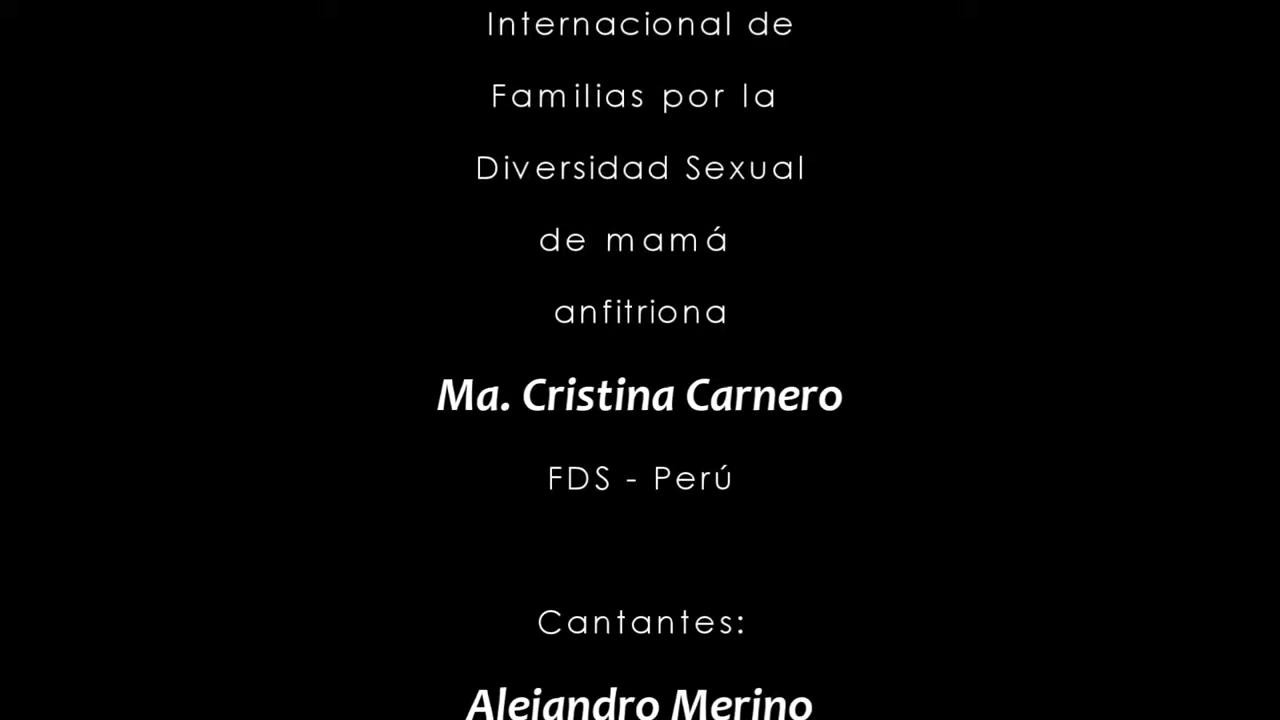 Internacional de
Familias por la
Diversidad Sexual
de mamá
anfitriona
Ma. Cristina Carnero
FDS - Perú
Cantantes:
Alejandro Merino